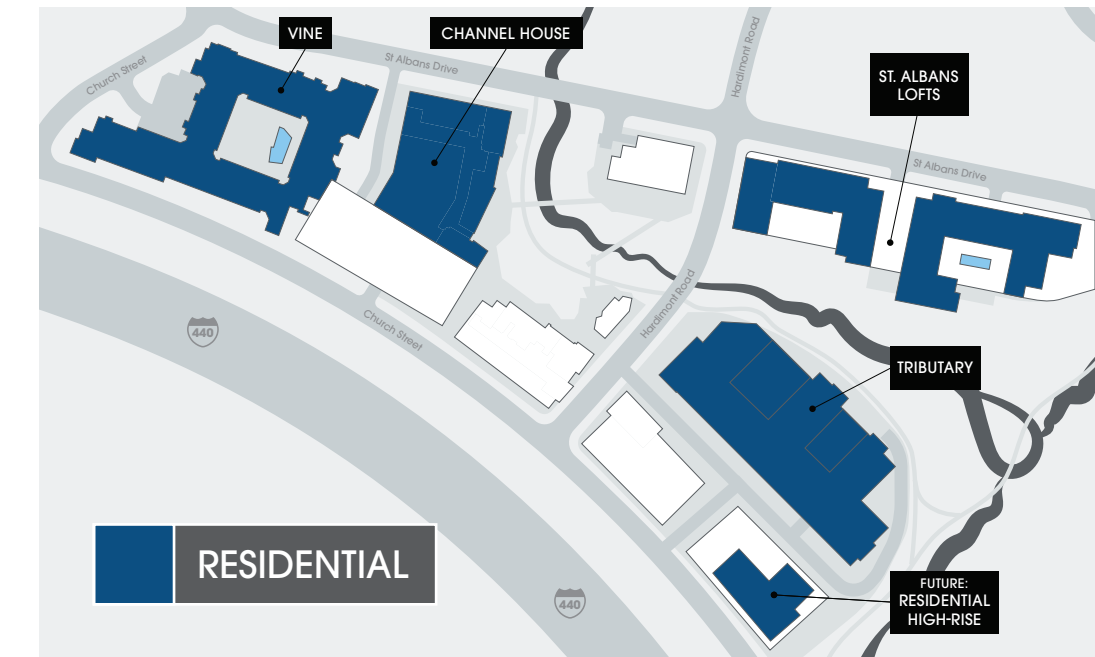 VINE
CHANNEL HOUSE
St Albans Drive
Hardimont Road
Church Street
ST. ALBANS
LOFTS
St Albans Drive
440
Church Street
Hardimont Road
TRIBUTARY
RESIDENTIAL
440
FUTURE:
RESIDENTIAL
HIGH-RISE